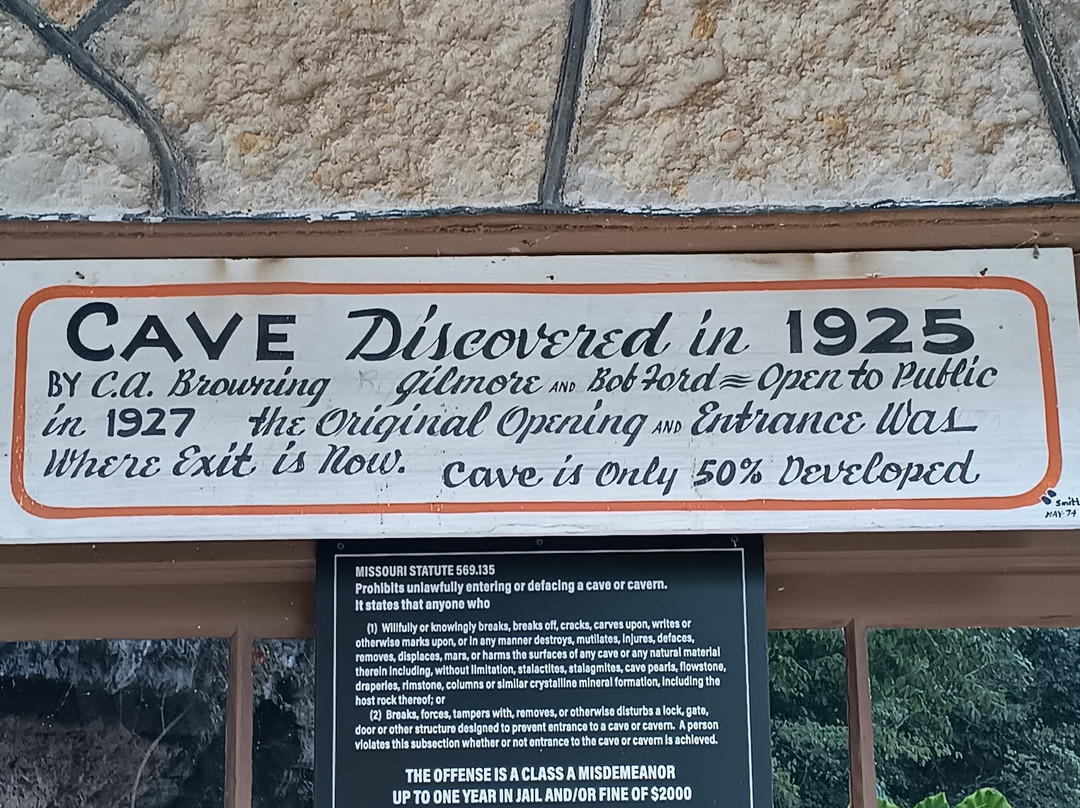 CAVE Discovered in 1925
BY C.A. Browning Gilmore AND Bob Ford Open to Public
in 1927 the Original Opening AND Entrance Was
Where Exit is Now. Cave is Only 50% Developed
Smitt
MAY-74
MISSOURI STATUTE 569.135
Prohibits unlawfully entering or defacing a cave or cavern.
It states that anyone who
(1) Willfully or knowingly breaks, breaks off, cracks, carves upon, writes or
otherwise marks upon, or in any manner destroys, mutilates, injures, defaces,
removes, displaces, mars, or harms the surfaces of any cave or any natural material
therein including, without limitation, stalactites, stalagmites, cave pearls, flowstone,
draperies, rimstone, columns or similar crystalline mineral formation, including the
host rock thereof; or
(2) Breaks, forces, tampers with, removes, or otherwise disturbs a lock, gate,
door or other structure designed to prevent entrance to a cave or cavern. A person
violates this subsection whether or not entrance to the cave or cavern is achieved.
THE OFFENSE IS A CLASS A MISDEMEANOR
UP TO ONE YEAR IN JAIL AND/OR FINE OF $2000